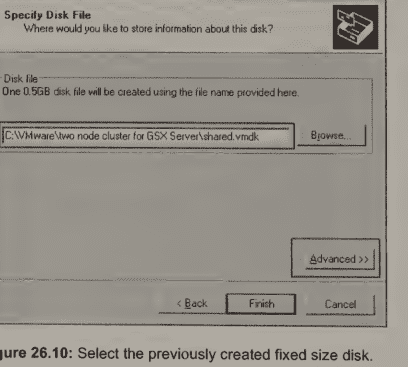 Specify Disk File
Where would you like to store information about this disk?
Disk file
One 0.5GB disk file will be created using the file name provided here.
C:\VMware\two node cluster for GSX Server\shared.vmdk
Browse...
Advanced >>
< Back
Finish
Cancel
gure 26.10: Select the previously created fixed size disk.